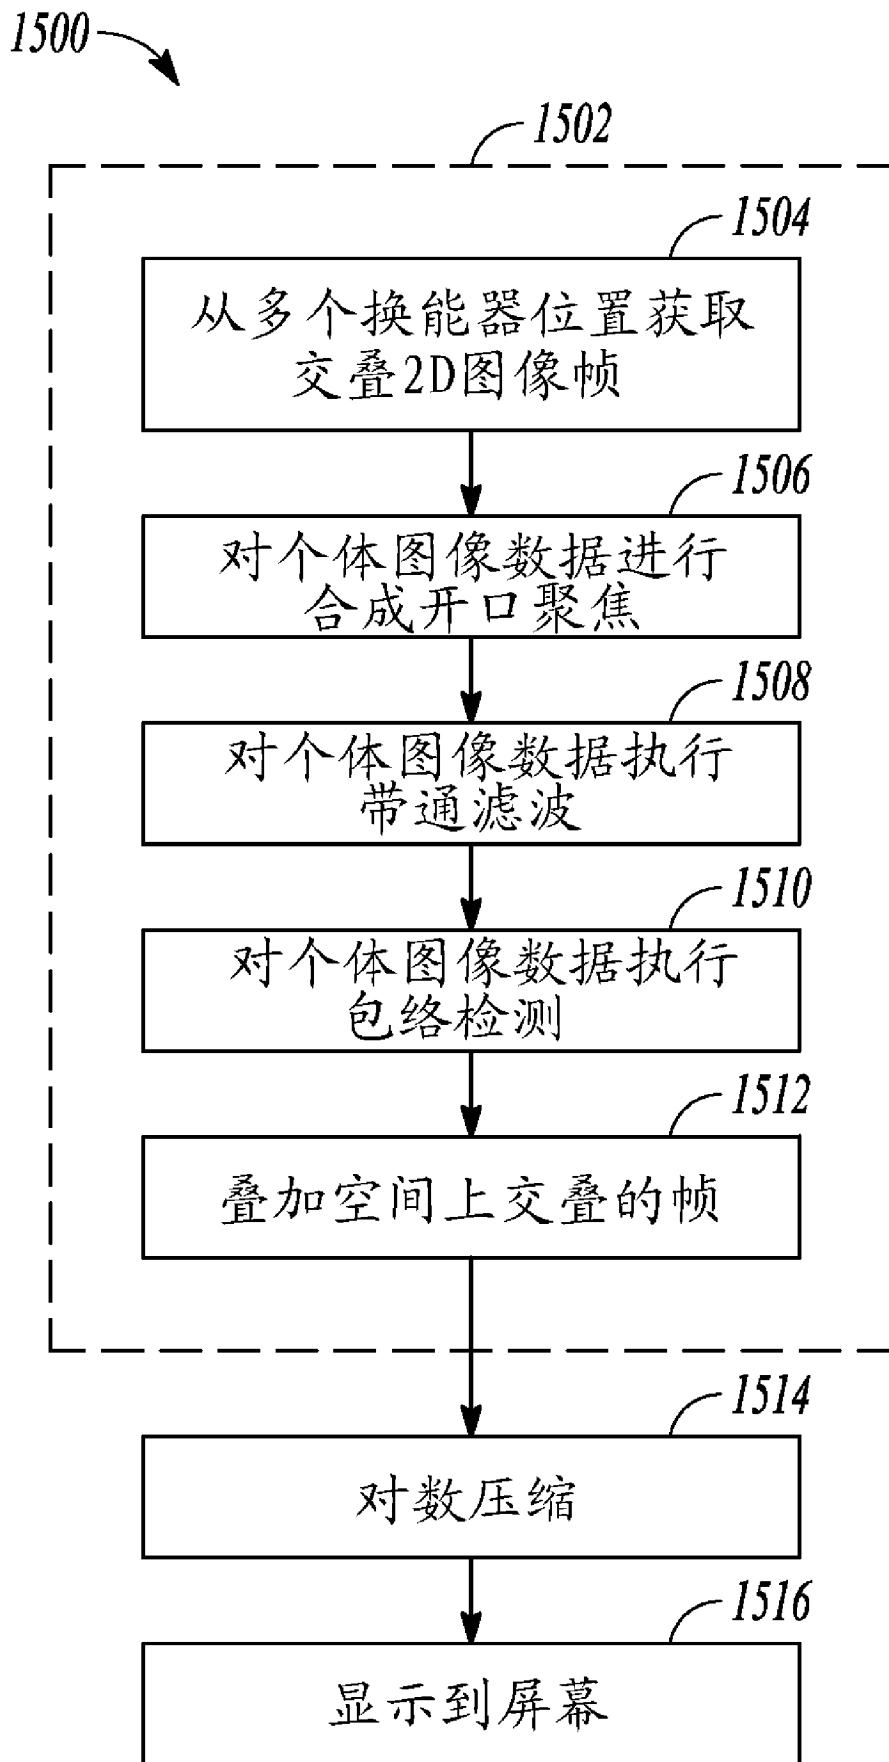 1500
1502
1504
从多个换能器位置获取
交叠2D图像帧
1506
对个体图像数据进行
合成开口聚焦
1508
对个体图像数据执行
带通滤波
1510
对个体图像数据执行
包络检测
1512
叠加空间上交叠的帧
1514
对数压缩
1516
显示到屏幕